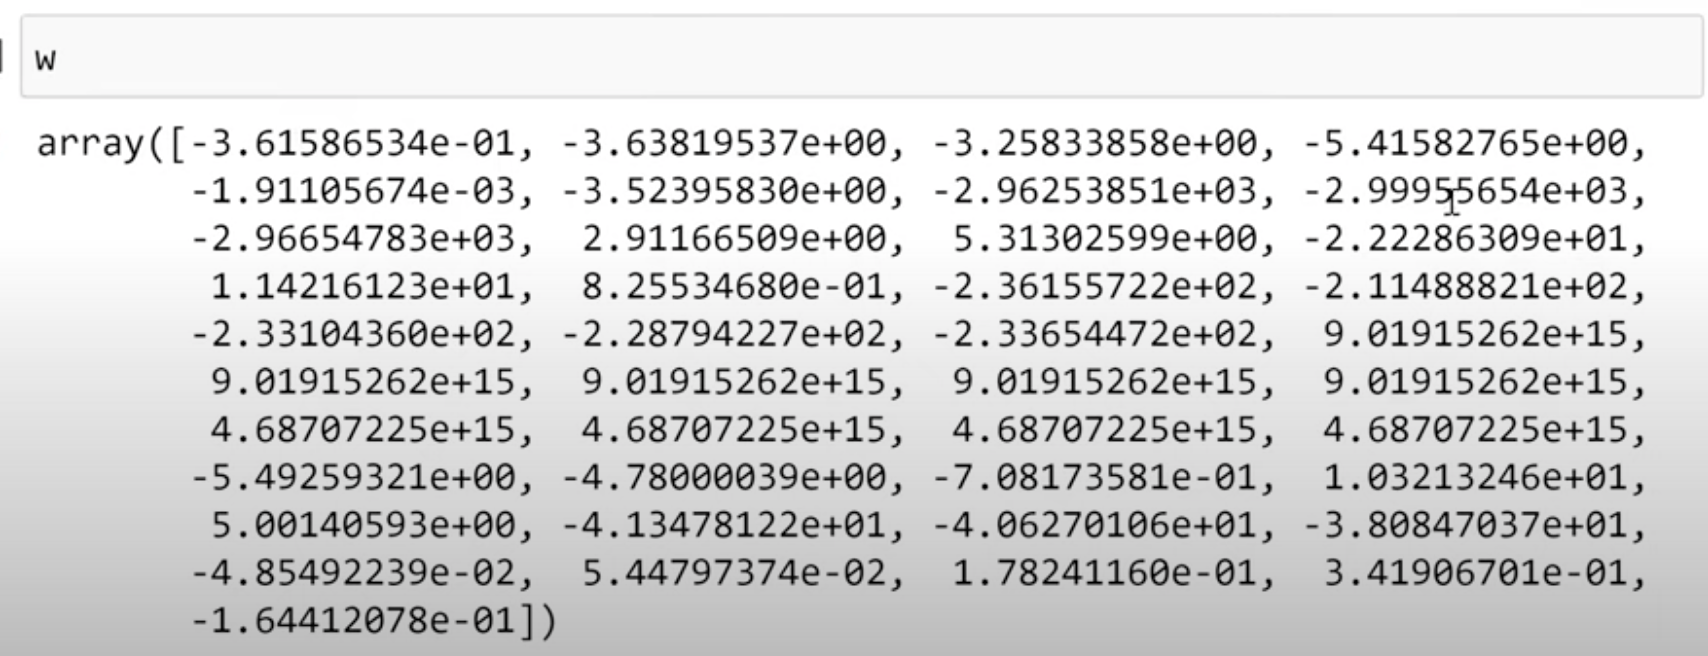 w
array([-3.61586534e-01, -3.63819537e+00, -3.25833858e+00, -5.41582765e+00,
-1.91105674e-03, -3.52395830e+00, -2.96253851e+03, -2.99955654e+03,
-2.96654783e+03, 2.91166509e+00, 5.31302599e+00, -2.22286309e+01,
1.14216123e+01, 8.25534680e-01, -2.36155722e+02, -2.11488821e+02,
-2.33104360e+02, -2.28794227e+02, -2.33654472e+02, 9.01915262e+15,
9.01915262e+15, 9.01915262e+15, 9.01915262e+15, 9.01915262e+15,
4.68707225e+15, 4.68707225e+15, 4.68707225e+15, 4.68707225e+15,
-5.49259321e+00, -4.78000039e+00, -7.08173581e-01, 1.03213246e+01,
5.00140593e+00, -4.13478122e+01, -4.06270106e+01, -3.80847037e+01,
-4.85492239e-02, 5.44797374e-02, 1.78241160e-01, 3.41906701e-01,
-1.64412078e-01])